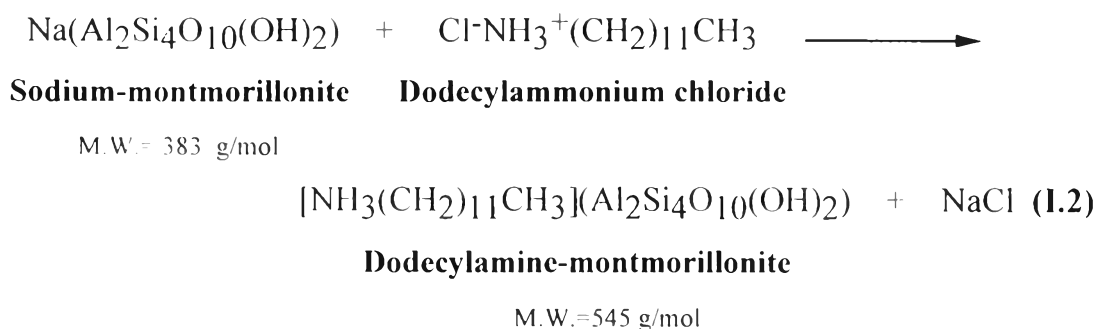 Na(Al₂Si₄O₁₀(OH)₂) + Cl⁻NH₃⁺(CH₂)₁₁CH₃ ⟶
Sodium-montmorillonite Dodecylammonium chloride
M.W.= 383 g/mol
[NH₃(CH₂)₁₁CH₃](Al₂Si₄O₁₀(OH)₂) + NaCl (I.2)
Dodecylamine-montmorillonite
M.W.=545 g/mol